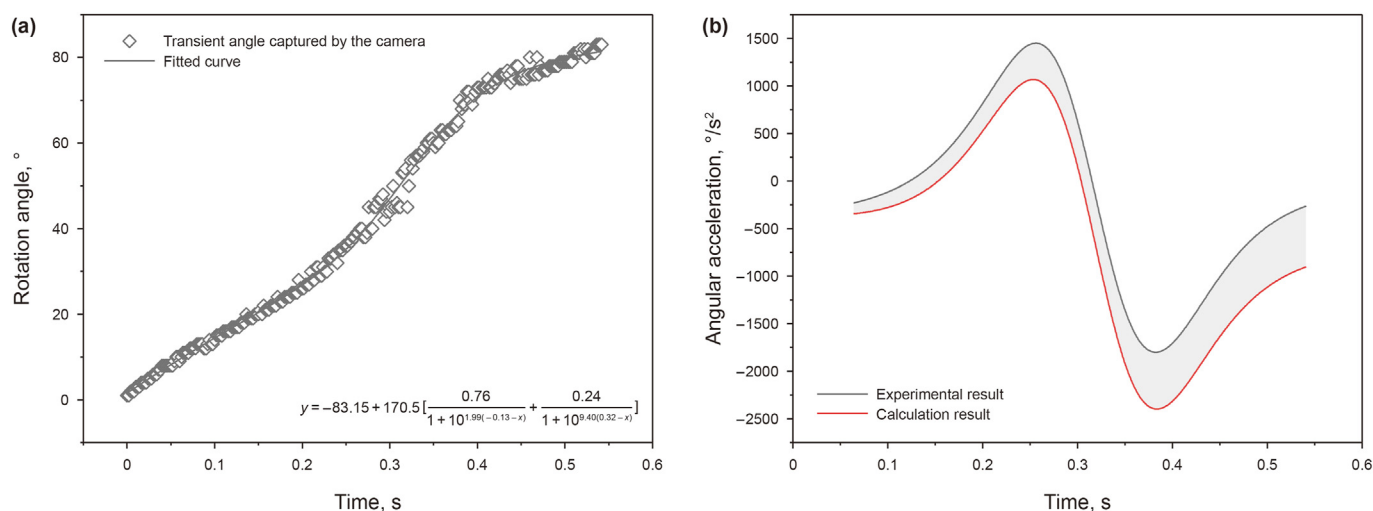 (a)
Transient angle captured by the camera
Fitted curve
80
60
40
20
0
Rotation angle, °
y = −83.15 + 170.5 [ 0.76 / 1 + 10^1.99(−0.13−x) + 0.24 / 1 + 10^9.40(0.32−x) ]
0 0.1 0.2 0.3 0.4 0.5 0.6
Time, s
(b)
1500
1000
500
0
−500
−1000
−1500
−2000
−2500
Angular acceleration, °/s²
Experimental result
Calculation result
0 0.1 0.2 0.3 0.4 0.5 0.6
Time, s